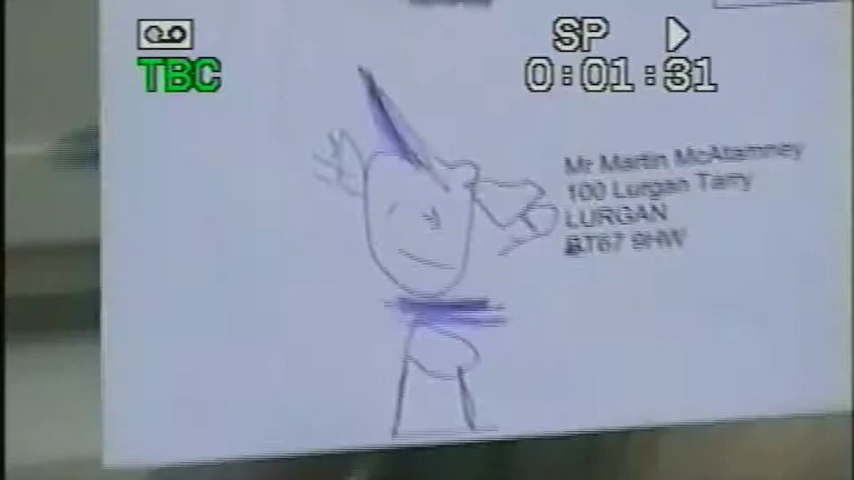 SP
TBC
0:01:31
Mr Martin McAtamney
100 Lurgan Tarry
LURGAN
BT67 9HW